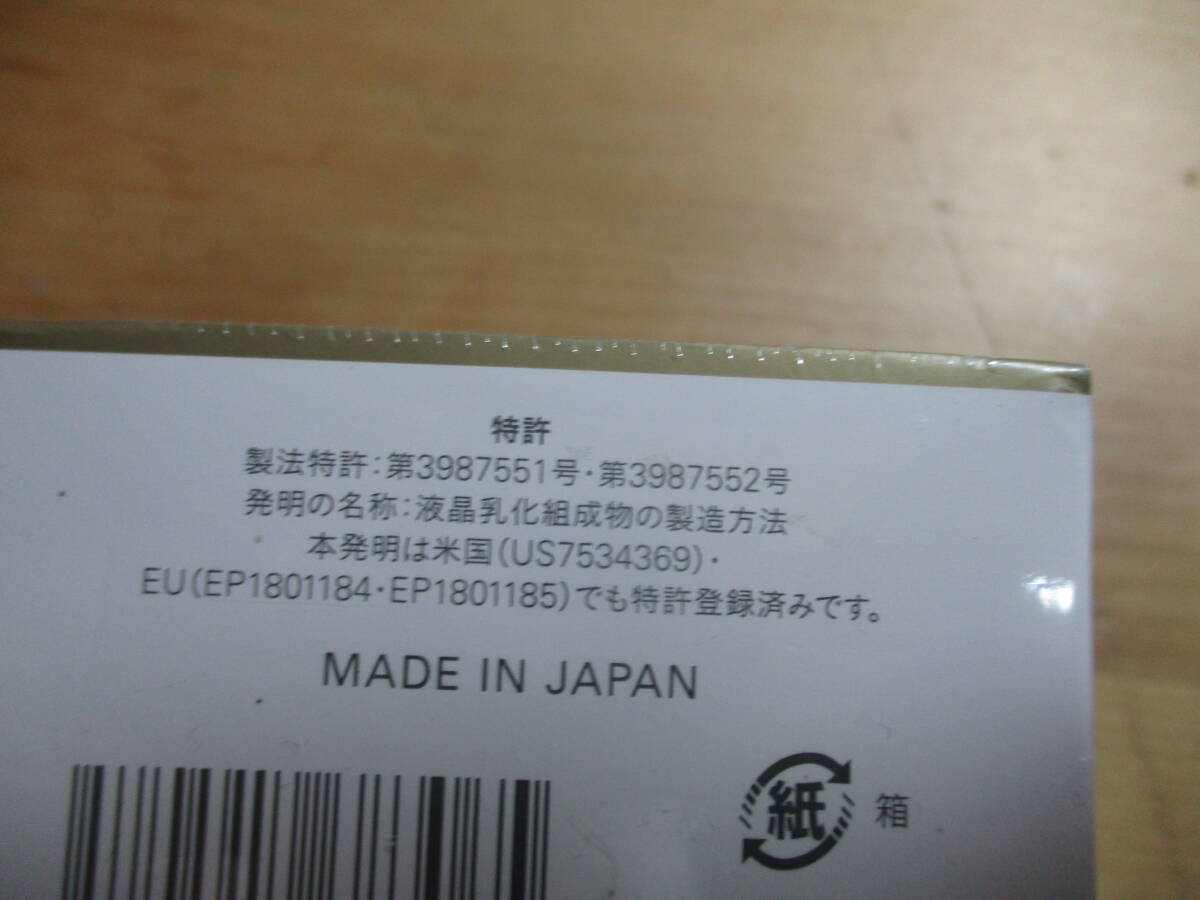 特許
製法特許:第3987551号・第3987552号
発明の名称:液晶乳化組成物の製造方法
本発明は米国(US7534369)・
EU(EP1801184・EP1801185)でも特許登録済みです。
MADE IN JAPAN
紙 箱